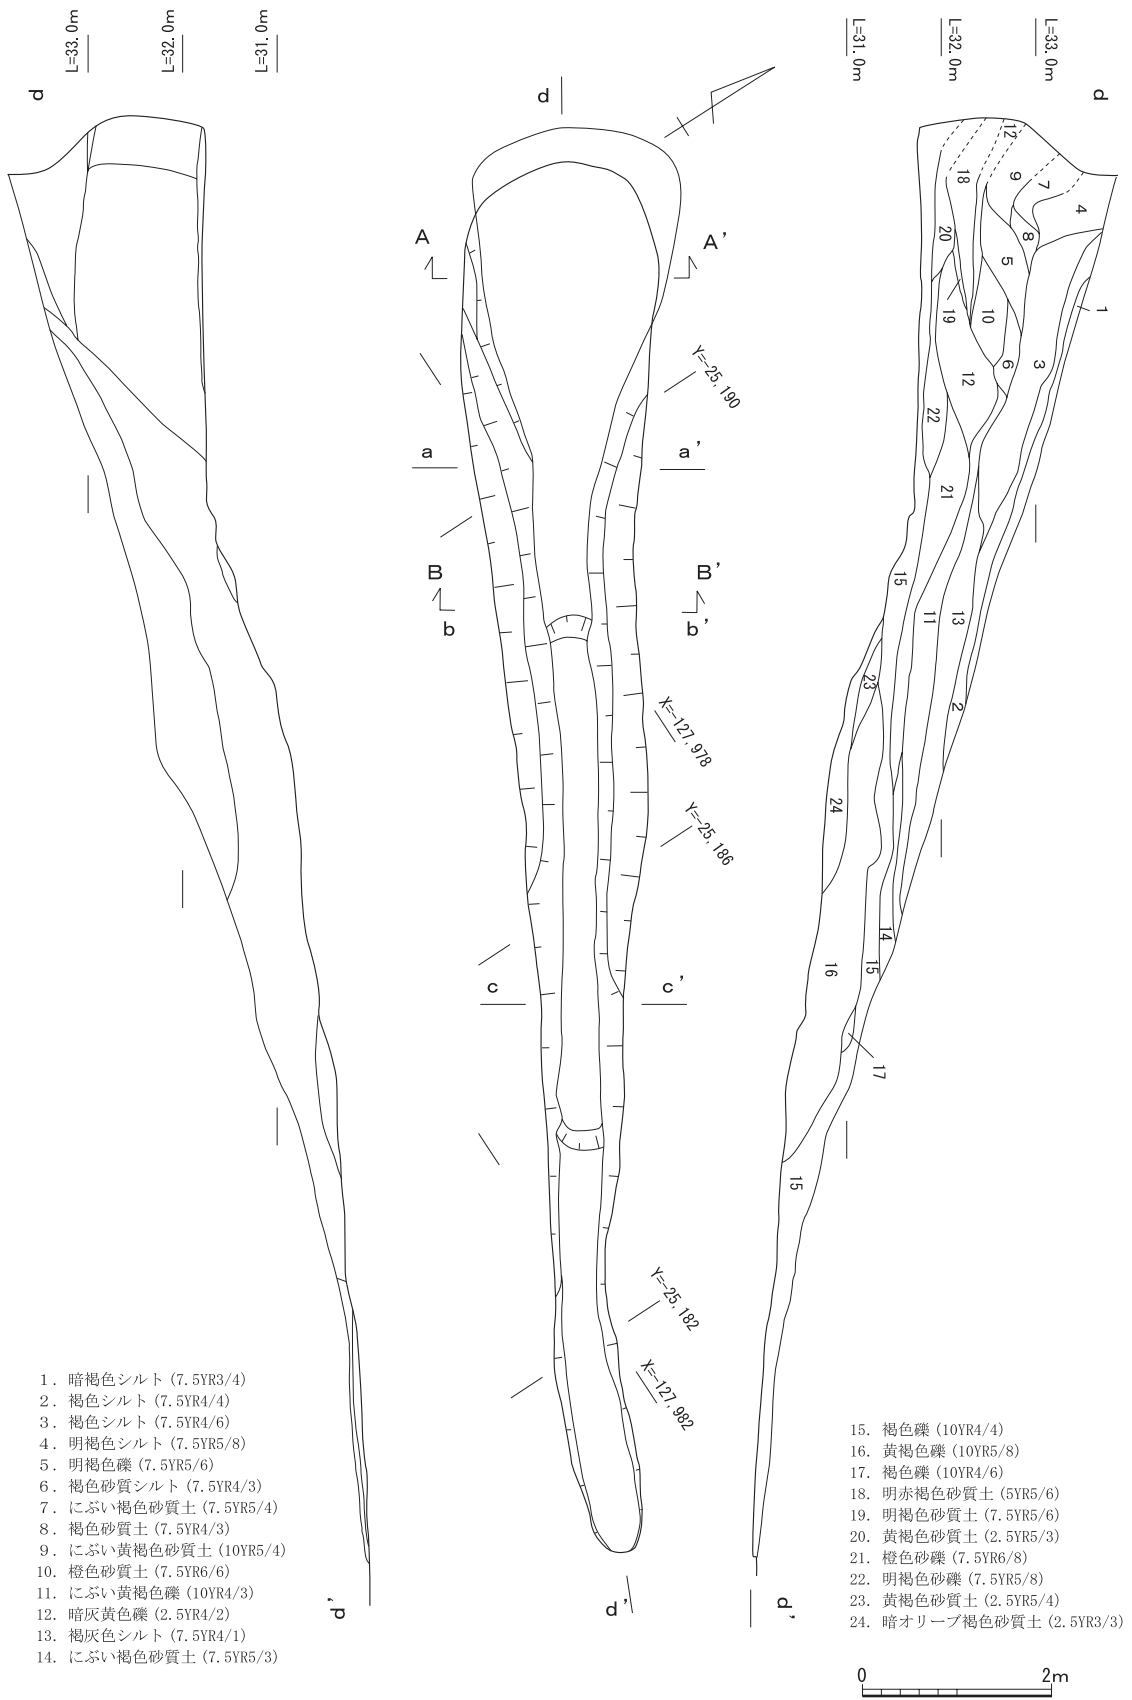 L=33.0m
L=32.0m
L=31.0m
L=31.0m
L=32.0m
L=33.0m
d
d
d
A
A’
a
a’
B
B’
b
b’
c
c’
d’
d’
d’
Y=-25,190
X=-127,978
Y=-25,186
Y=-25,182
X=-127,982
12
18
9
7
4
20
8
5
1
19
10
6
3
12
22
21
15
11
13
23
2
24
14
16
15
17
15
1. 暗褐色シルト (7.5YR3/4)
2. 褐色シルト (7.5YR4/4)
3. 褐色シルト (7.5YR4/6)
4. 明褐色シルト (7.5YR5/8)
5. 明褐色礫 (7.5YR5/6)
6. 褐色砂質シルト (7.5YR4/3)
7. にぶい褐色砂質土 (7.5YR5/4)
8. 褐色砂質土 (7.5YR4/3)
9. にぶい黄褐色砂質土 (10YR5/4)
10. 橙色砂質土 (7.5YR6/6)
11. にぶい黄褐色礫 (10YR4/3)
12. 暗灰黄色礫 (2.5YR4/2)
13. 褐灰色シルト (7.5YR4/1)
14. にぶい褐色砂質土 (7.5YR5/3)
15. 褐色礫 (10YR4/4)
16. 黄褐色礫 (10YR5/8)
17. 褐色礫 (10YR4/6)
18. 明赤褐色砂質土 (5YR5/6)
19. 明褐色砂質土 (7.5YR5/6)
20. 黄褐色砂質土 (2.5YR5/3)
21. 橙色砂礫 (7.5YR6/8)
22. 明褐色砂礫 (7.5YR5/8)
23. 黄褐色砂質土 (2.5YR5/4)
24. 暗オリーブ褐色砂質土 (2.5YR3/3)
0 2m